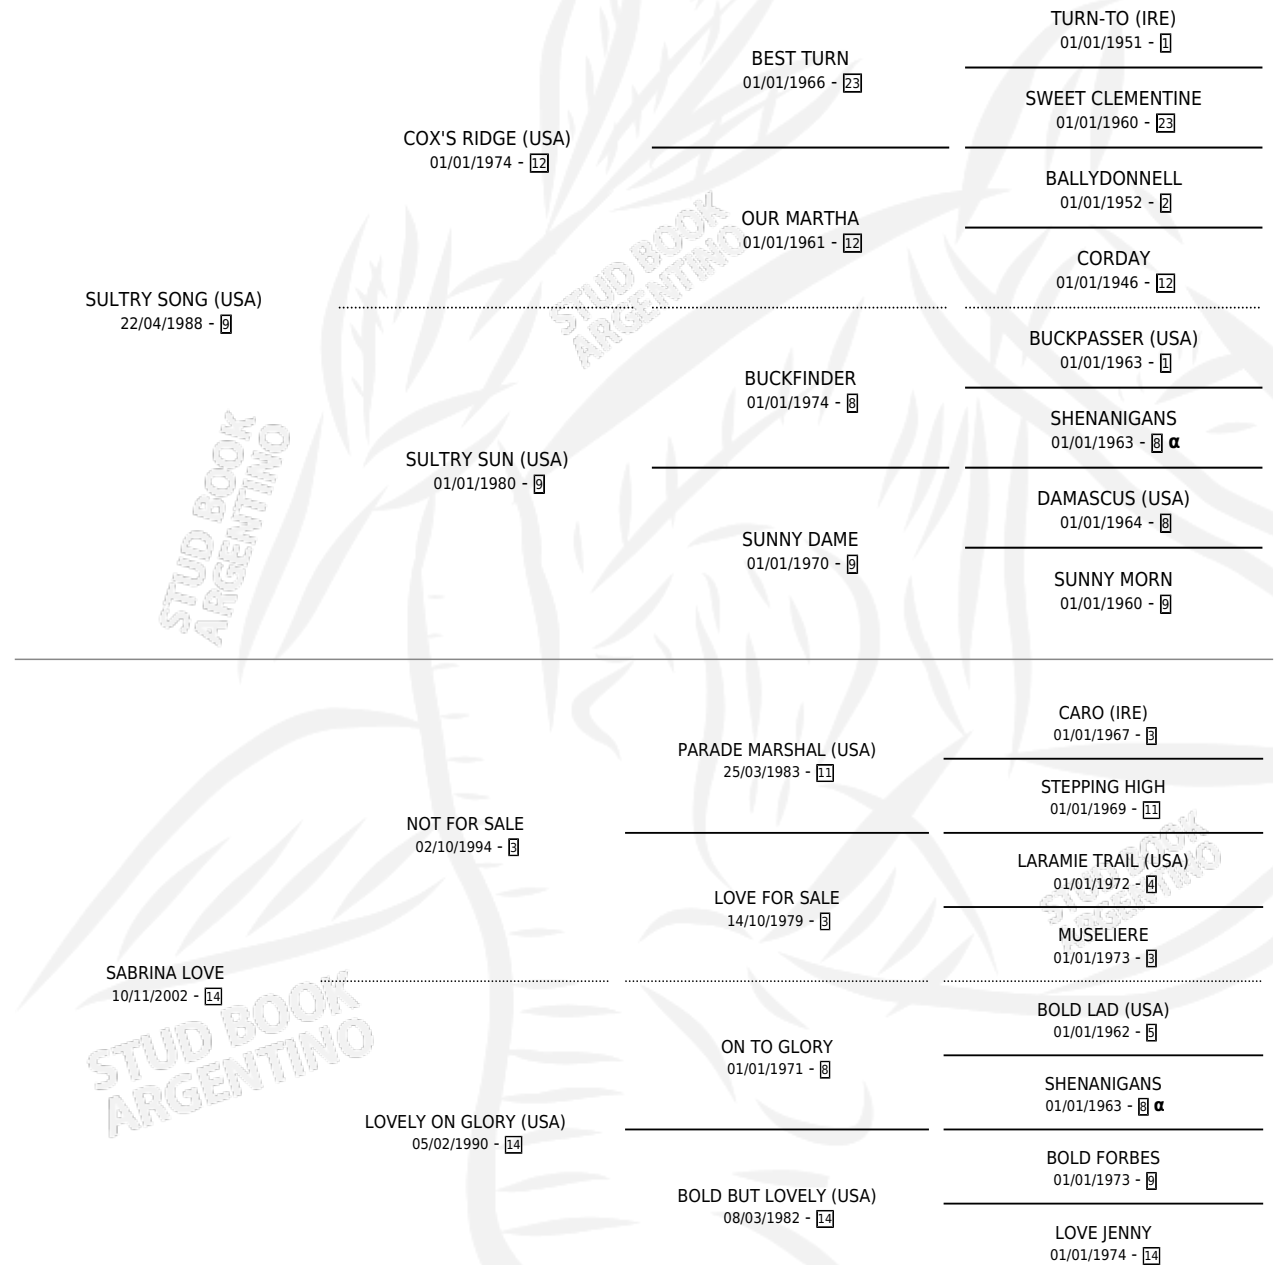 TURN-TO (IRE)
01/01/1951 - 1
BEST TURN
01/01/1966 - 23
SWEET CLEMENTINE
01/01/1960 - 23
COX'S RIDGE (USA)
01/01/1974 - 12
BALLYDONNELL
01/01/1952 - 2
OUR MARTHA
01/01/1961 - 12
CORDAY
01/01/1946 - 12
SULTRY SONG (USA)
22/04/1988 - 9
BUCKPASSER (USA)
01/01/1963 - 1
BUCKFINDER
01/01/1974 - 8
SHENANIGANS
01/01/1963 - 8 α
SULTRY SUN (USA)
01/01/1980 - 9
DAMASCUS (USA)
01/01/1964 - 8
SUNNY DAME
01/01/1970 - 9
SUNNY MORN
01/01/1960 - 9
CARO (IRE)
01/01/1967 - 3
PARADE MARSHAL (USA)
25/03/1983 - 11
STEPPING HIGH
01/01/1969 - 11
NOT FOR SALE
02/10/1994 - 3
LARAMIE TRAIL (USA)
01/01/1972 - 4
LOVE FOR SALE
14/10/1979 - 3
MUSELIERE
01/01/1973 - 3
SABRINA LOVE
10/11/2002 - 14
BOLD LAD (USA)
01/01/1962 - 5
ON TO GLORY
01/01/1971 - 8
SHENANIGANS
01/01/1963 - 8 α
LOVELY ON GLORY (USA)
05/02/1990 - 14
BOLD FORBES
01/01/1973 - 9
BOLD BUT LOVELY (USA)
08/03/1982 - 14
LOVE JENNY
01/01/1974 - 14
STUD BOOK
ARGENTINO
STUD BOOK
ARGENTINO
STUD BOOK
ARGENTINO
STUD BOOK
ARGENTINO